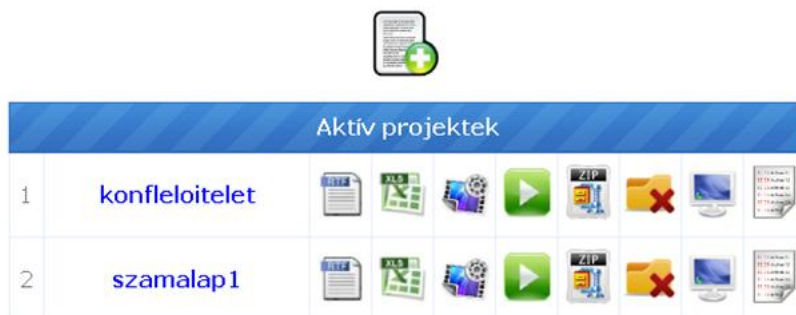 Aktív projektek
1 konfleloitelet RTF XLS ZIP
2 szamalap1 RTF XLS ZIP